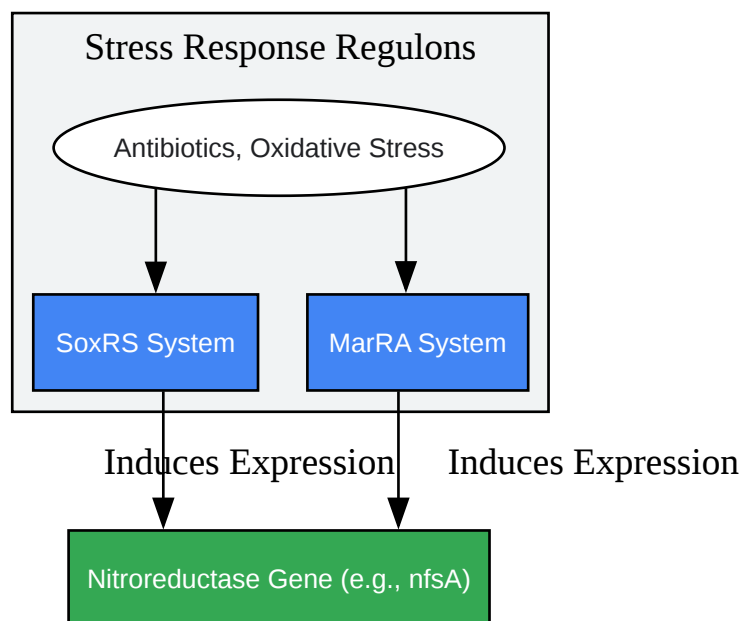 Stress Response Regulons
Antibiotics, Oxidative Stress
SoxRS System
MarRA System
Induces Expression
Induces Expression
Nitroreductase Gene (e.g., nfsA)